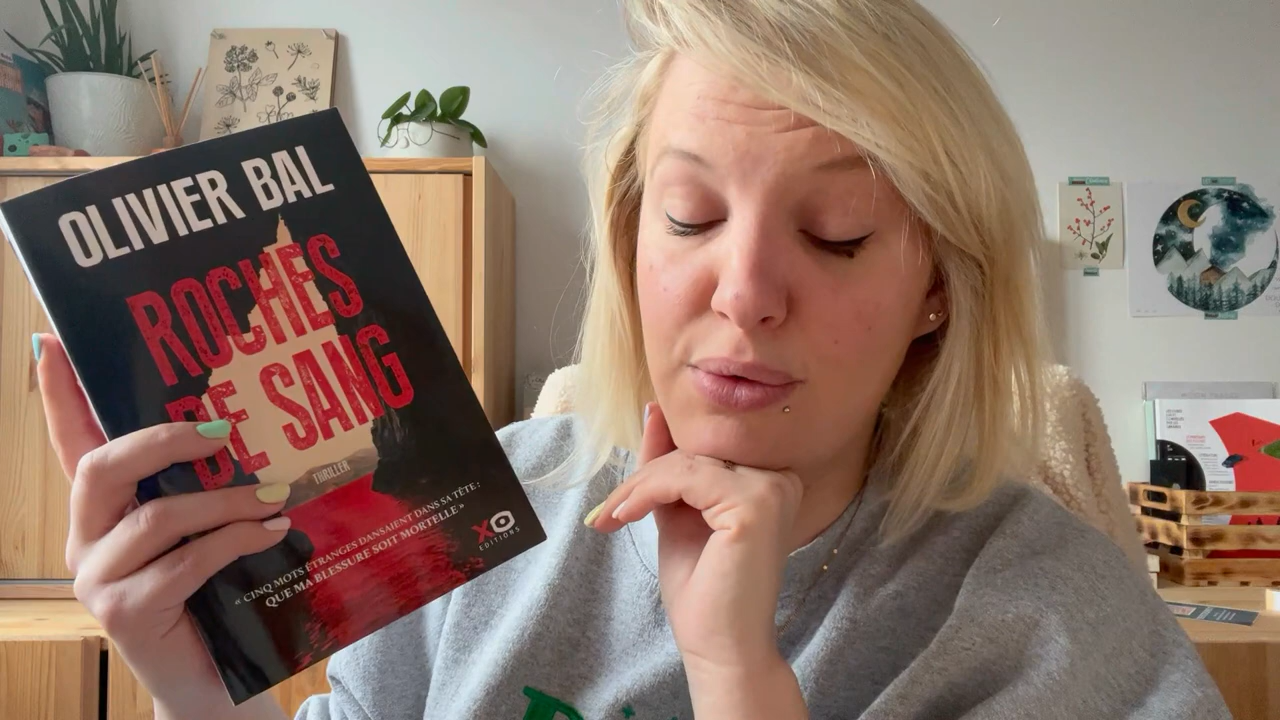 OLIVIER BAL
ROCHES
DE SANG
THRILLER
« CINQ MOTS ÉTRANGES DANSAIENT DANS SA TÊTE :
QUE MA BLESSURE SOIT MORTELLE »
XO
EDITIONS